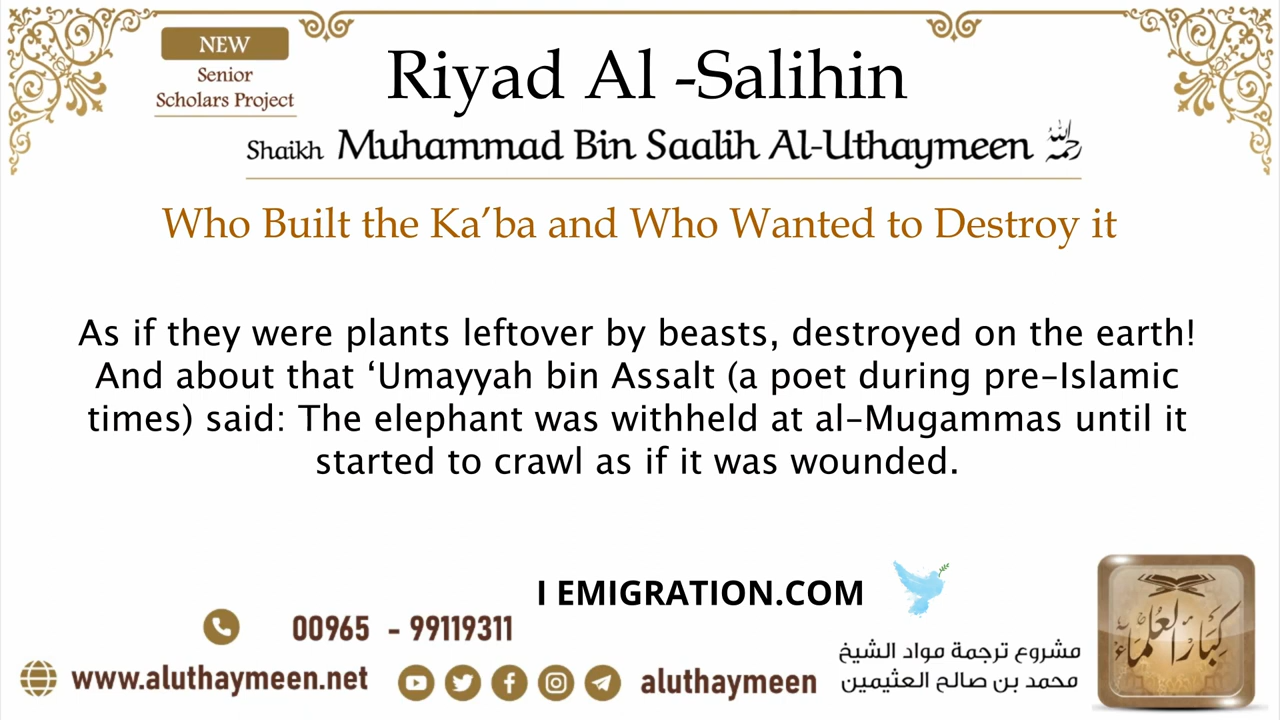 NEW
Senior
Scholars Project
Riyad Al -Salihin
Shaikh Muhammad Bin Saalih Al-Uthaymeen رحمه الله
Who Built the Ka’ba and Who Wanted to Destroy it
As if they were plants leftover by beasts, destroyed on the earth!
And about that ‘Umayyah bin Assalt (a poet during pre-Islamic
times) said: The elephant was withheld at al-Mugammas until it
started to crawl as if it was wounded.
I EMIGRATION.COM
00965 - 99119311
www.aluthaymeen.net
aluthaymeen
مشروع ترجمة مواد الشيخ
محمد بن صالح العثيمين
كبار العلماء